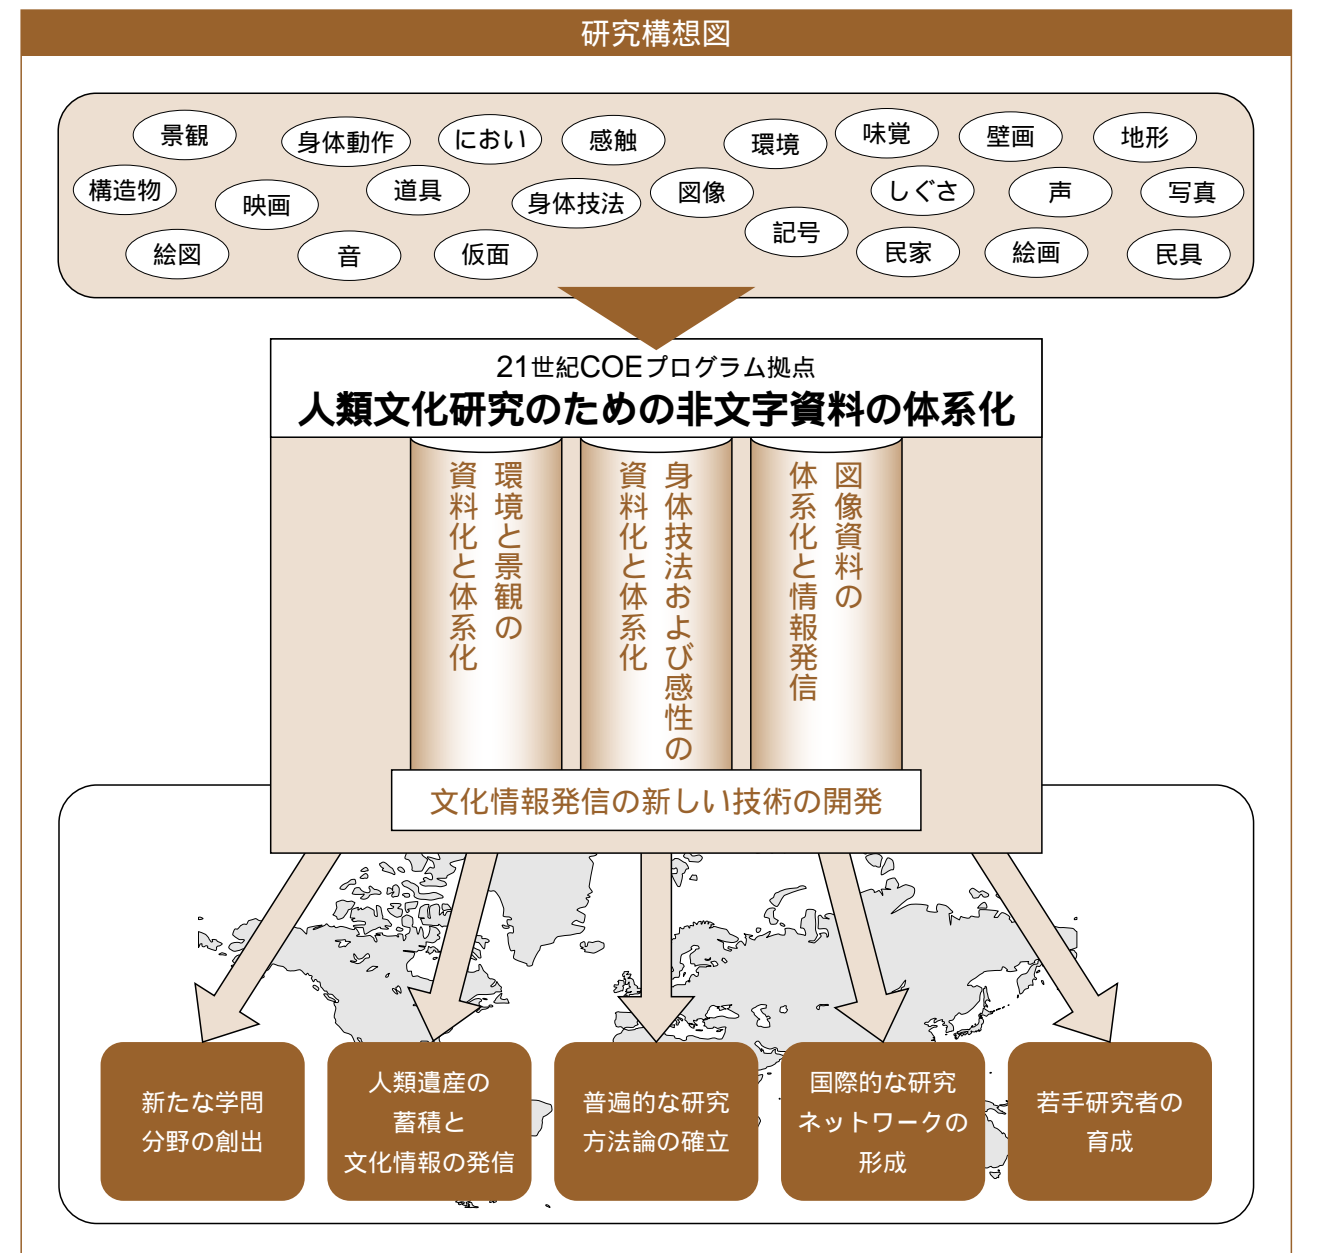 研究構想図
景観
身体動作
におい
感触
環境
味覚
壁画
地形
構造物
映画
道具
身体技法
図像
しぐさ
声
写真
絵図
音
仮面
記号
民家
絵画
民具
21世紀COEプログラム拠点
人類文化研究のための非文字資料の体系化
環境と景観の
資料化と体系化
身体技法および感性の
資料化と体系化
図像資料の
体系化と情報発信
文化情報発信の新しい技術の開発
新たな学問
分野の創出
人類遺産の
蓄積と
文化情報の発信
普遍的な研究
方法論の確立
国際的な研究
ネットワークの
形成
若手研究者の
育成